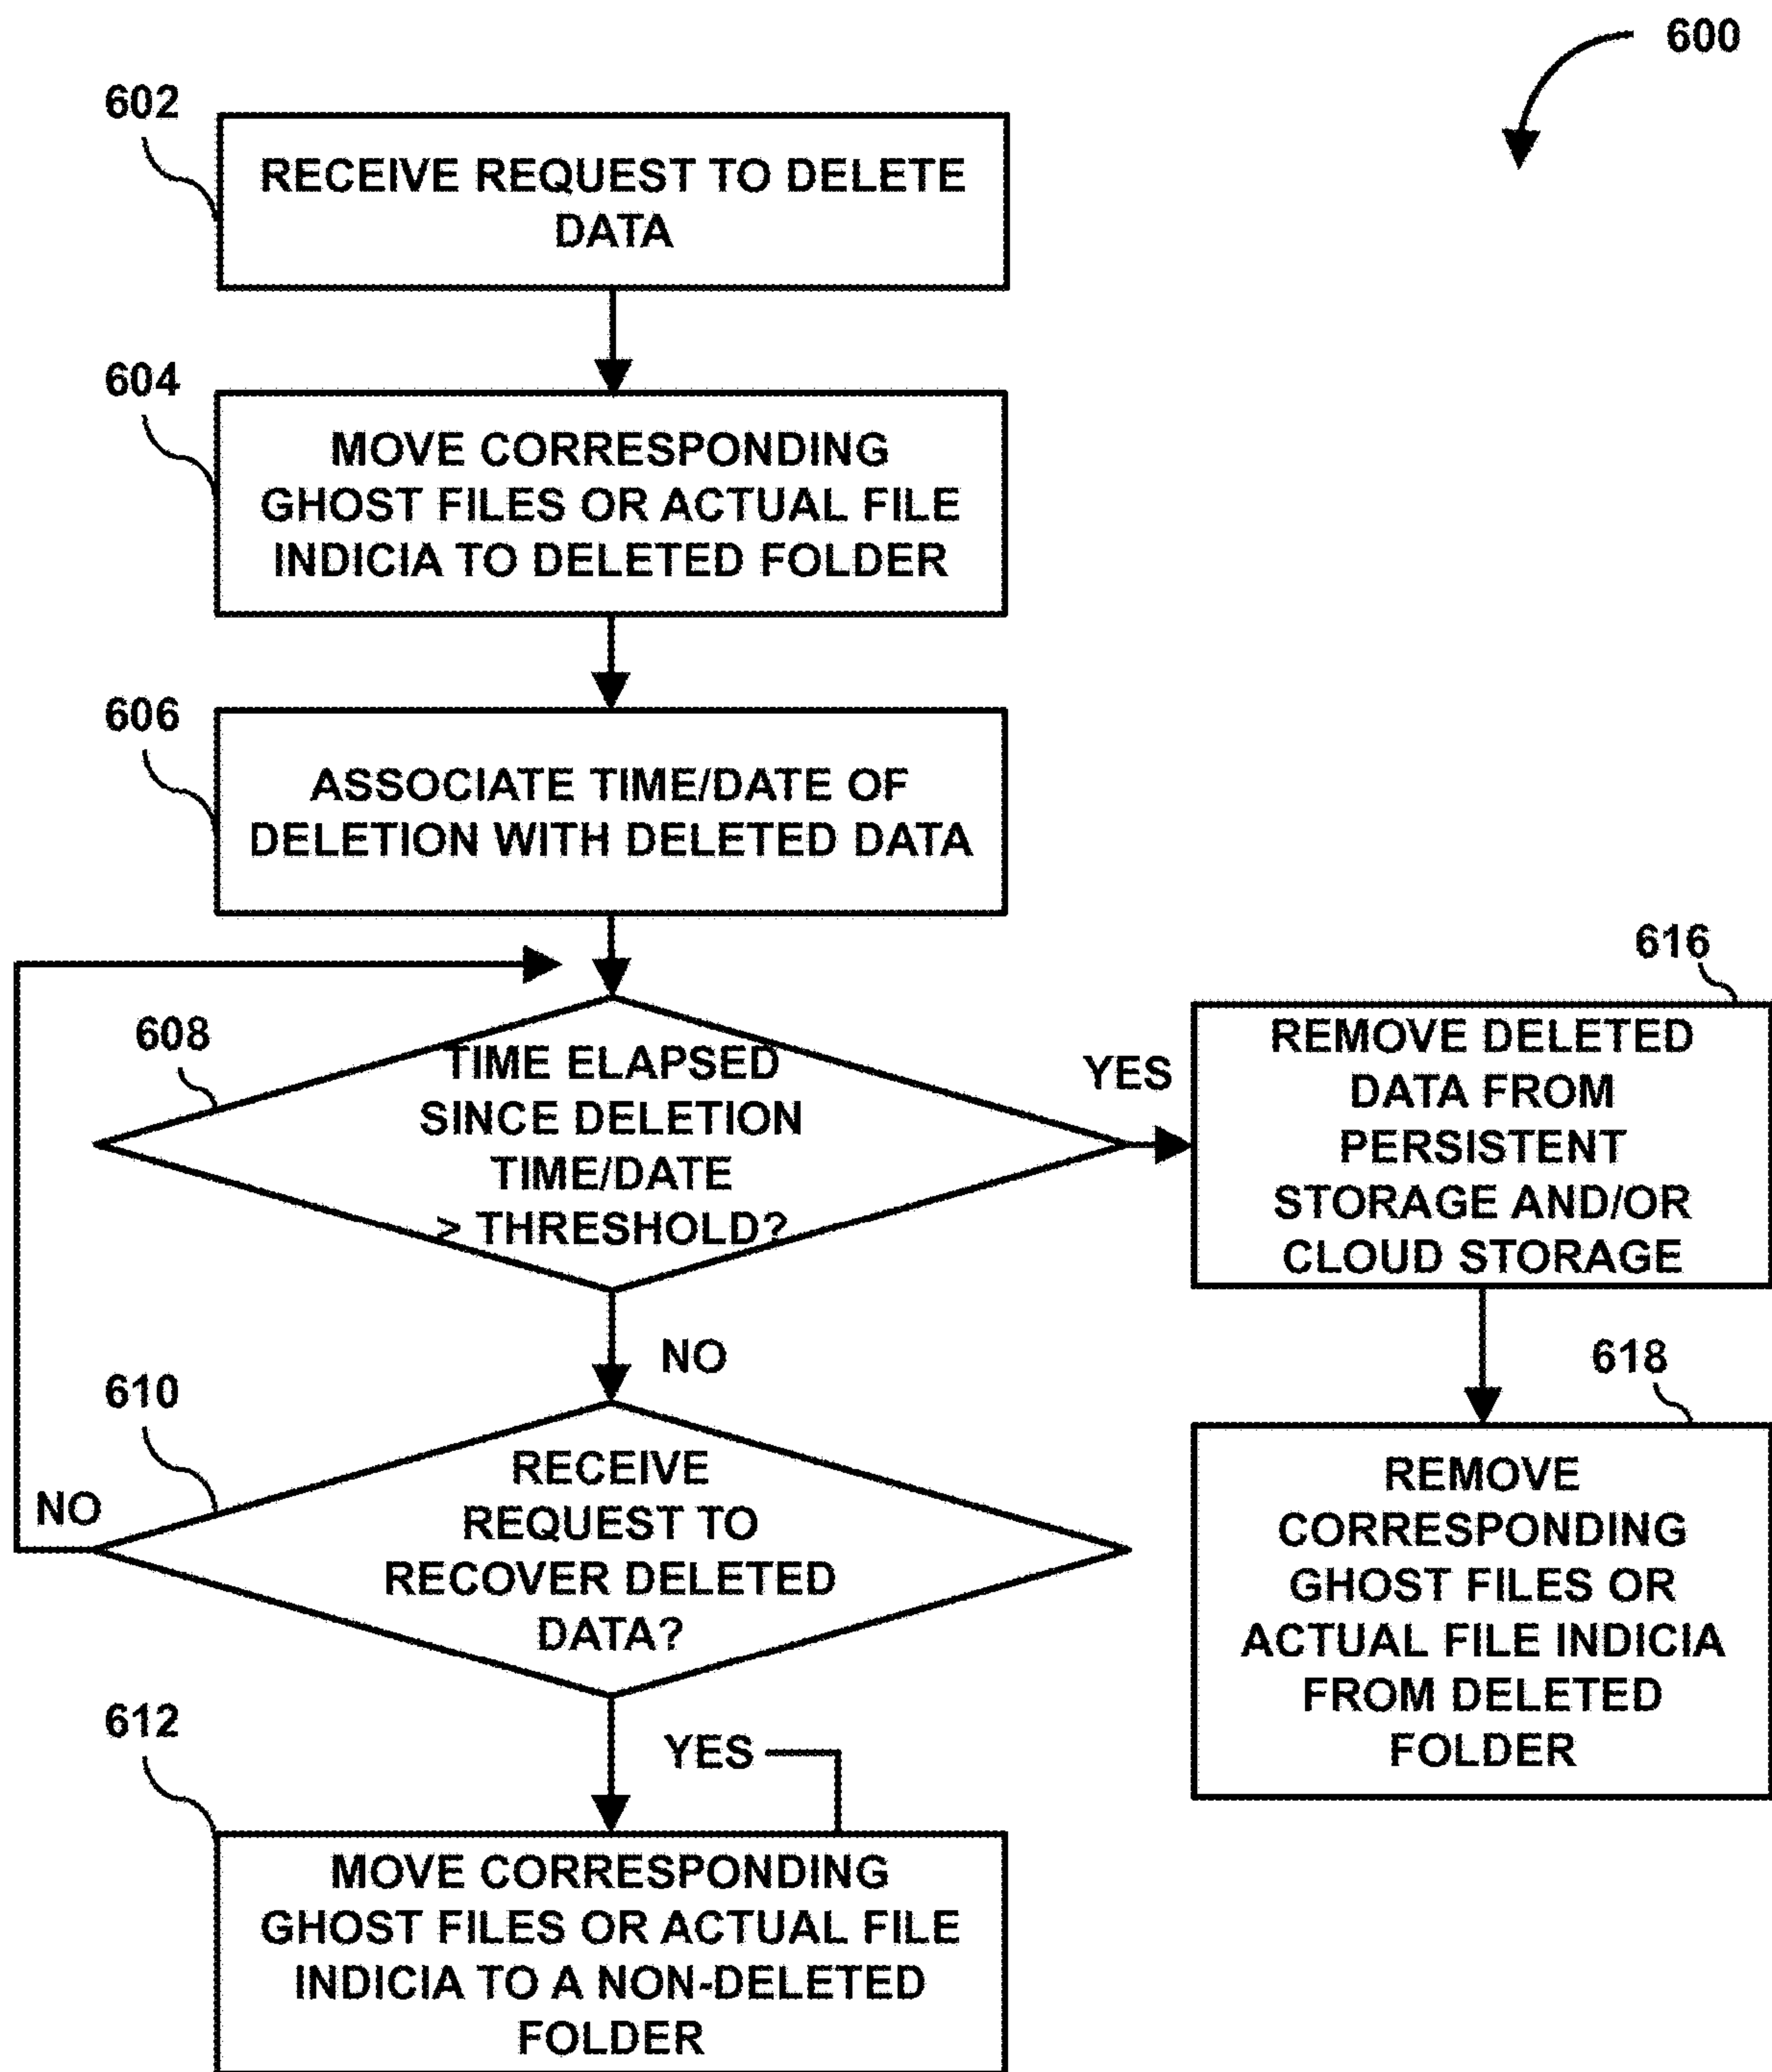 600
602
RECEIVE REQUEST TO DELETE
DATA
604
MOVE CORRESPONDING
GHOST FILES OR ACTUAL FILE
INDICIA TO DELETED FOLDER
606
ASSOCIATE TIME/DATE OF
DELETION WITH DELETED DATA
608
TIME ELAPSED
SINCE DELETION
TIME/DATE
> THRESHOLD?
YES
616
REMOVE DELETED
DATA FROM
PERSISTENT
STORAGE AND/OR
CLOUD STORAGE
NO
610
RECEIVE
REQUEST TO
RECOVER DELETED
DATA?
NO
618
REMOVE
CORRESPONDING
GHOST FILES OR
ACTUAL FILE INDICIA
FROM DELETED
FOLDER
YES
612
MOVE CORRESPONDING
GHOST FILES OR ACTUAL FILE
INDICIA TO A NON-DELETED
FOLDER